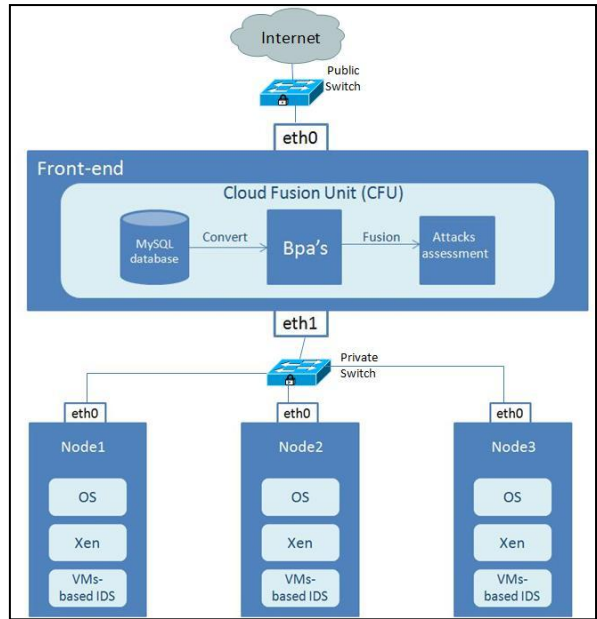 Internet
Public
Switch
eth0
Front-end
Cloud Fusion Unit (CFU)
MySQL
database
Convert
Bpa's
Fusion
Attacks
assessment
eth1
Private
Switch
eth0
eth0
eth0
Node1
Node2
Node3
OS
OS
OS
Xen
Xen
Xen
VMs-
based IDS
VMs-
based IDS
VMs-
based IDS